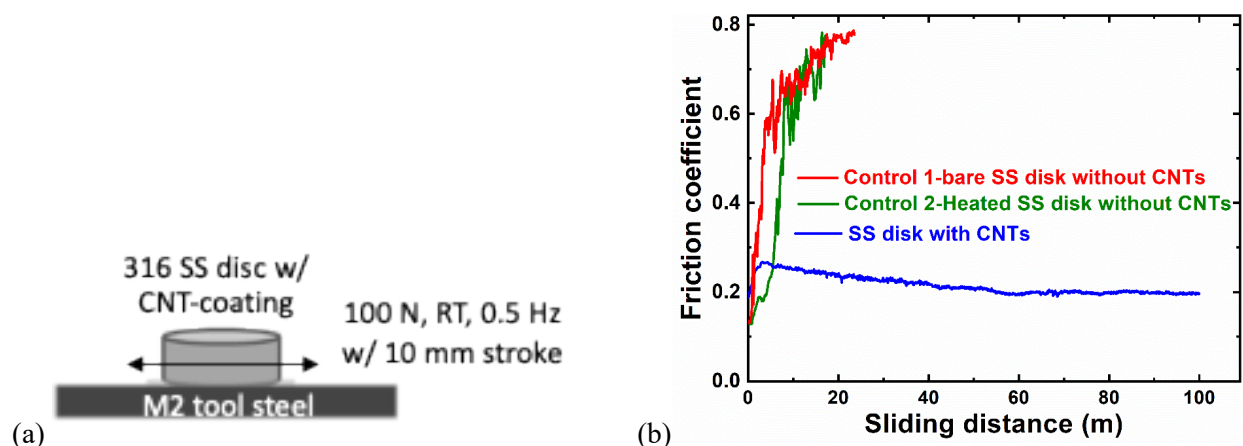 316 SS disc w/
CNT-coating
100 N, RT, 0.5 Hz
w/ 10 mm stroke
M2 tool steel
(a)
Friction coefficient
0.8
0.6
0.4
0.2
0.0
Control 1-bare SS disk without CNTs
Control 2-Heated SS disk without CNTs
SS disk with CNTs
0 20 40 60 80 100
Sliding distance (m)
(b)